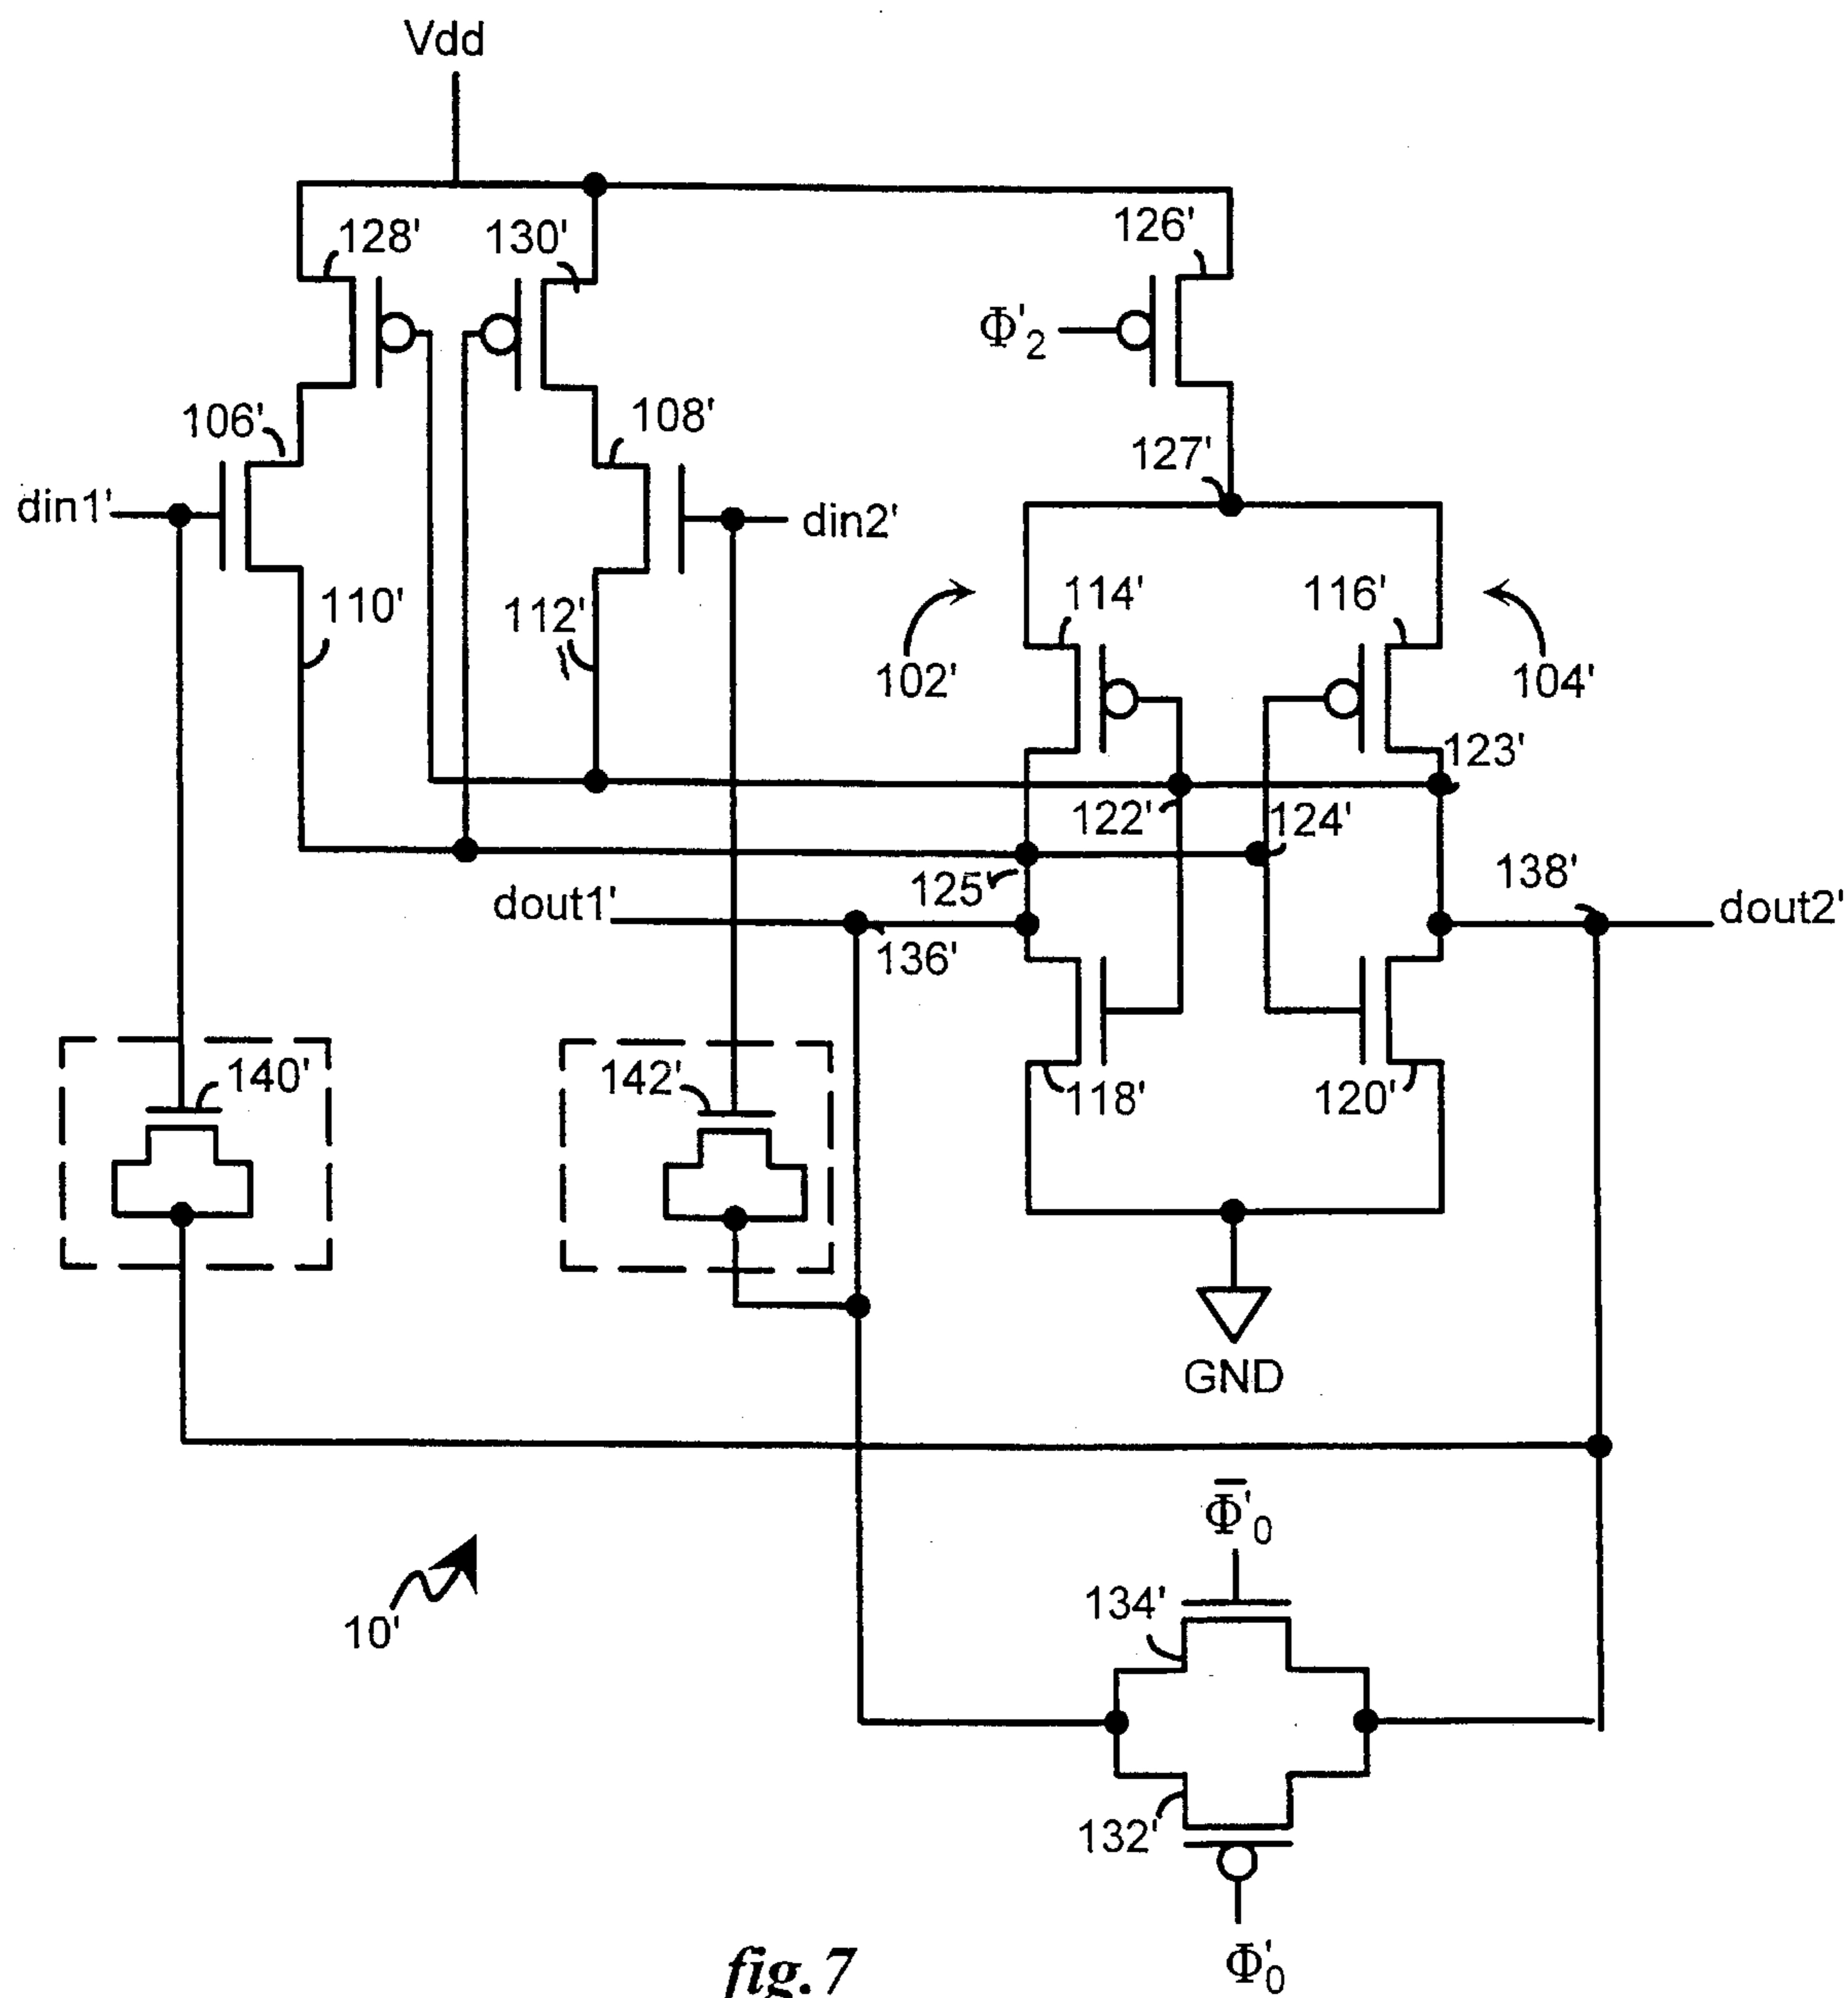 Vdd
128'
130'
126'
Φ'2
106'
108'
127'
din1'
din2'
110'
112'
114'
116'
102'
104'
123'
122'
124'
125'
138'
dout1'
dout2'
136'
140'
142'
118'
120'
GND
Φ̅'0
134'
10'
132'
Φ'0
fig.7